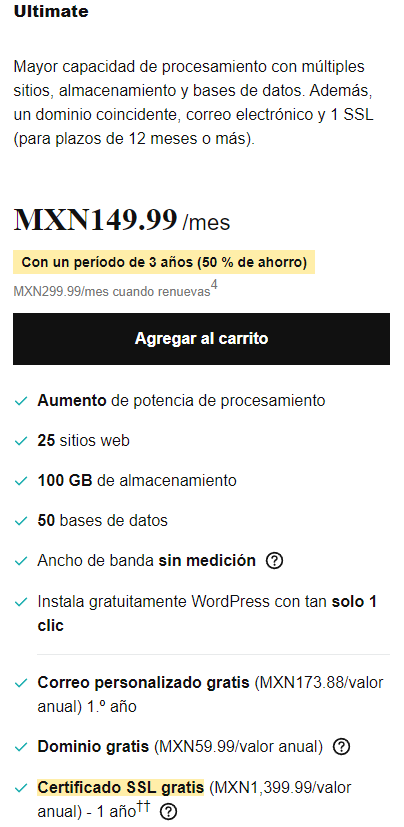 Ultimate
Mayor capacidad de procesamiento con múltiples
sitios, almacenamiento y bases de datos. Además,
un dominio coincidente, correo electrónico y 1 SSL
(para plazos de 12 meses o más).
MXN149.99 /mes
Con un período de 3 años (50 % de ahorro)
MXN299.99/mes cuando renuevas4
Agregar al carrito
Aumento de potencia de procesamiento
25 sitios web
100 GB de almacenamiento
50 bases de datos
Ancho de banda sin medición ?
Instala gratuitamente WordPress con tan solo 1
clic
Correo personalizado gratis (MXN173.88/valor
anual) 1.º año
Dominio gratis (MXN59.99/valor anual) ?
Certificado SSL gratis (MXN1,399.99/valor
anual) - 1 año†† ?